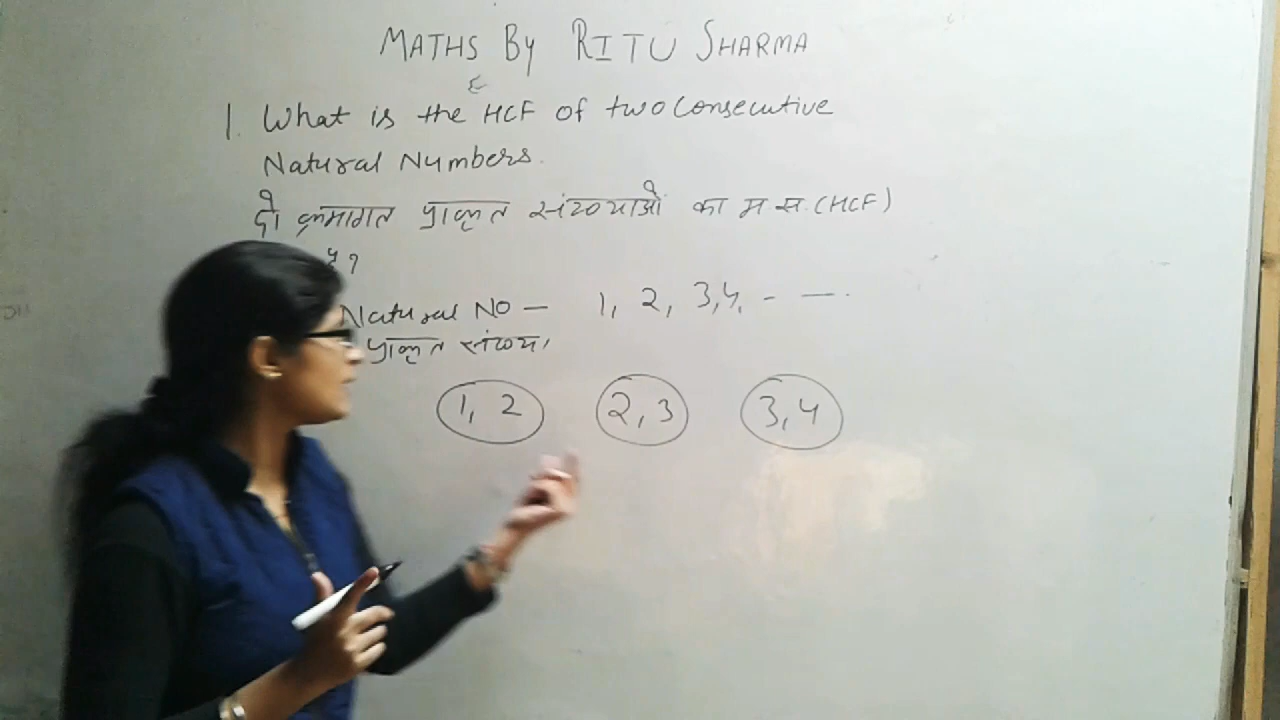 MATHS By RITU SHARMA
1. What is the HCF of two Consecutive
Natural Numbers.
दो क्रमागत प्राकृत संख्याओं का म.स. (HCF)
?
Natural No — 1, 2, 3, 4, - —.
प्राकृत संख्या
1, 2 2, 3 3, 4